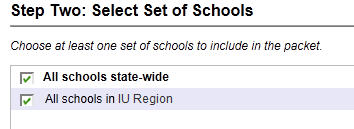 Step Two: Select Set of Schools
Choose at least one set of schools to include in the packet.
All schools state-wide
All schools in IU Region